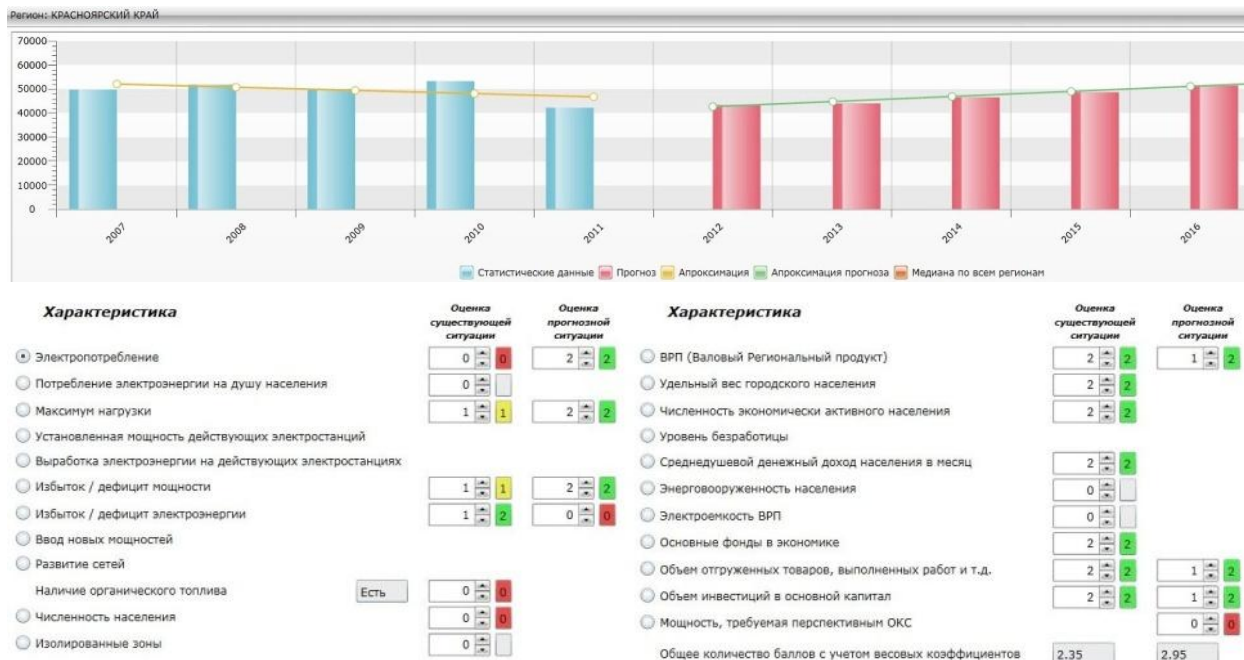 Регион: КРАСНОЯРСКИЙ КРАЙ
70000
60000
50000
40000
30000
20000
10000
0
2007 2008 2009 2010 2011 2012 2013 2014 2015 2016
Статистические данные Прогноз Апроксимация Апроксимация прогноза Медиана по всем регионам
Характеристика
Оценка
существующей
ситуации
Оценка
прогнозной
ситуации
Электропотребление 0 0 2 2
Потребление электроэнергии на душу населения 0
Максимум нагрузки 1 1 2 2
Установленная мощность действующих электростанций
Выработка электроэнергии на действующих электростанциях
Избыток / дефицит мощности 1 1 2 2
Избыток / дефицит электроэнергии 1 2 0 0
Ввод новых мощностей
Развитие сетей
Наличие органического топлива Есть 0 0
Численность населения 0 0
Изолированные зоны 0
Характеристика
Оценка
существующей
ситуации
Оценка
прогнозной
ситуации
ВРП (Валовый Региональный продукт) 2 2 1 2
Удельный вес городского населения 2 2
Численность экономически активного населения 2 2
Уровень безработицы
Среднедушевой денежный доход населения в месяц 2 2
Энерговооруженность населения 0
Электроемкость ВРП 0
Основные фонды в экономике 2 2
Объем отгруженных товаров, выполненных работ и т.д. 2 2 1 2
Объем инвестиций в основной капитал 2 2 1 2
Мощность, требуемая перспективным ОКС 0 0
Общее количество баллов с учетом весовых коэффициентов 2.35 2.95